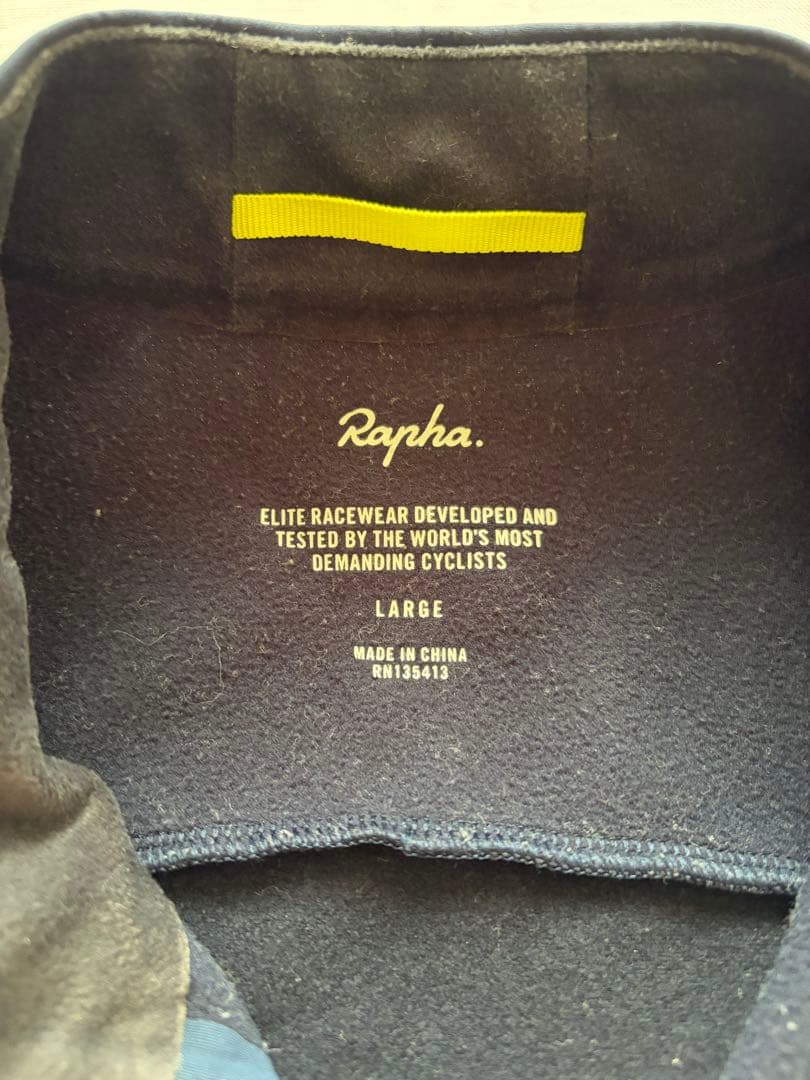 Rapha.
ELITE RACEWEAR DEVELOPED AND
TESTED BY THE WORLD'S MOST
DEMANDING CYCLISTS
LARGE
MADE IN CHINA
RN135413